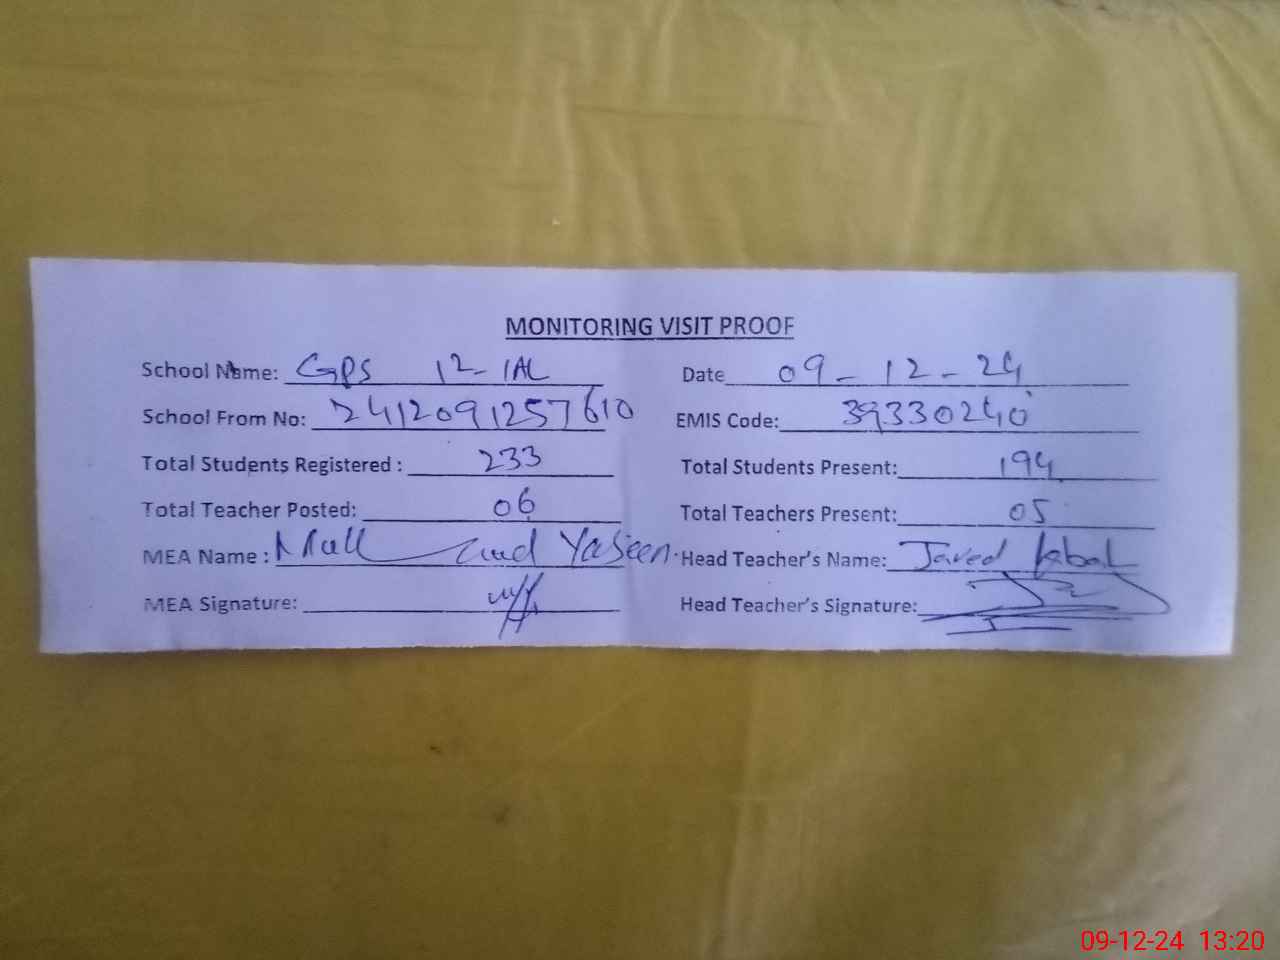 MONITORING VISIT PROOF
School Name: GPS 12-1AL Date 09-12-24
School From No: 2412091257610 EMIS Code: 39330240
Total Students Registered : 233 Total Students Present: 194
Total Teacher Posted: 06 Total Teachers Present: 05
MEA Name : Yaseen. Head Teacher's Name: Javed Iqbal
MEA Signature: Head Teacher's Signature:
09-12-24 13:20